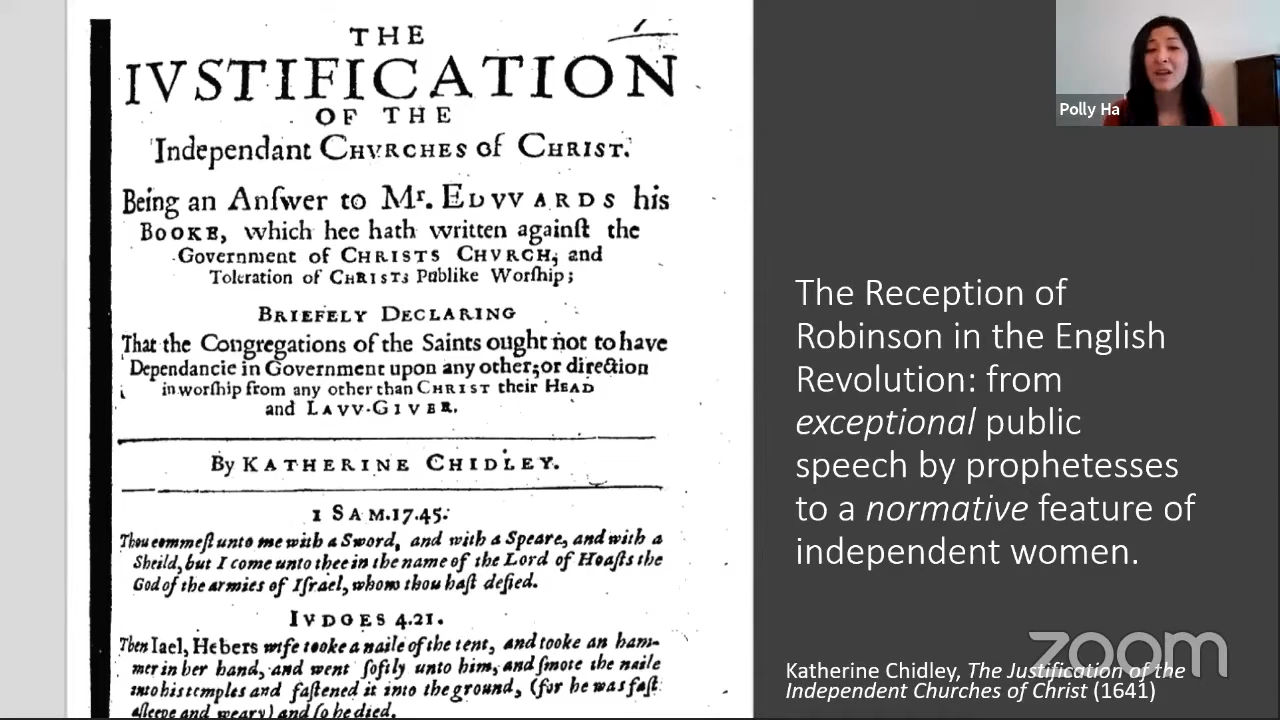 THE
IVSTIFICATION
OF THE
Independant CHVRCHES of CHRIST.
Being an Anſwer to Mr. EDVVARDS his
BOOKE, which hee hath written againſt the
Government of CHRISTS CHVRCH, and
Toleration of CHRISTS Publike Worſhip;
BRIEFELY DECLARING
That the Congregations of the Saints ought not to have
Dependancie in Government upon any other; or direction
in worſhip from any other than CHRIST their HEAD
and LAVV-GIVER.
By KATHERINE CHIDLEY.
1 SAM. 17.45.
Thou commeſt unto me with a Sword, and with a Speare, and with a
Sheild, but I come unto thee in the name of the Lord of Hoaſts the
God of the armies of Iſrael, whom thou haſt defied.
IVDGES 4.21.
Then Iael, Hebers wife tooke a naile of the tent, and tooke an ham-
mer in her hand, and went ſoftly unto him, and ſmote the naile
into his temples and faſtened it into the ground, (for he was faſt
aſleepe and weary) and ſo he died.
Polly Ha
The Reception of
Robinson in the English
Revolution: from
exceptional public
speech by prophetesses
to a normative feature of
independent women.
zoom
Katherine Chidley, The Justification of the
Independent Churches of Christ (1641)